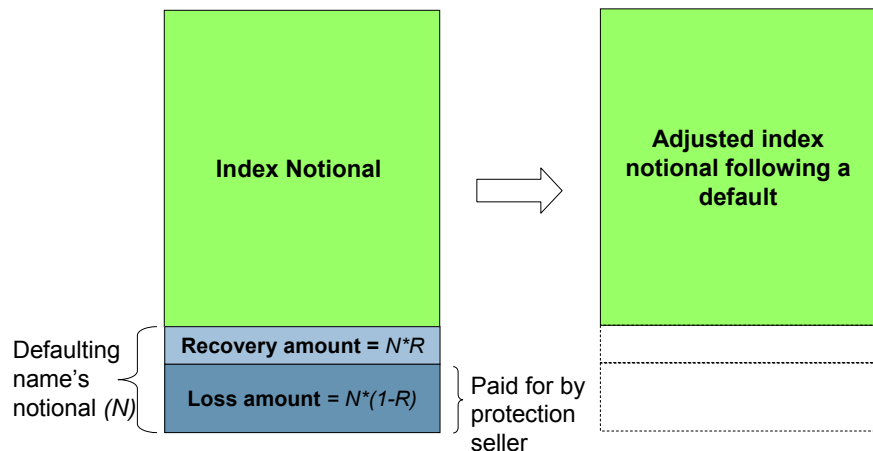 Index Notional
Adjusted index
notional following a
default
Defaulting
name's
notional (N)
Recovery amount = N*R
Loss amount = N*(1-R)
Paid for by
protection
seller